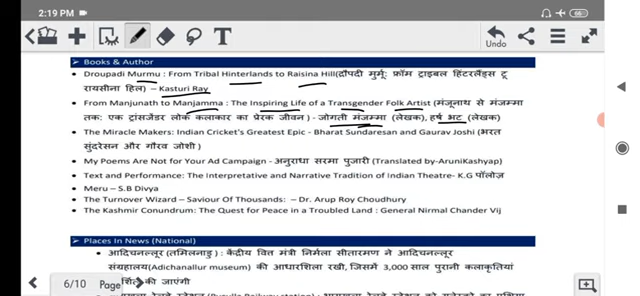 2:19 PM
66
T
Undo
➢ Books & Author
• Droupadi Murmu : From Tribal Hinterlands to Raisina Hill(द्रौपदी मुर्मू: फ्रॉम ट्राइबल हिंटरलैंड्स टू
रायसीना हिल) – Kasturi Ray
• From Manjunath to Manjamma : The Inspiring Life of a Transgender Folk Artist (मंजूनाथ से मंजम्मा
तक: एक ट्रांसजेंडर लोक कलाकार का प्रेरक जीवन) - जोगती मंजम्मा (लेखक), हर्ष भट (लेखक)
• The Miracle Makers: Indian Cricket's Greatest Epic - Bharat Sundaresan and Gaurav Joshi (भरत
सुंदरेसन और गौरव जोशी)
• My Poems Are Not for Your Ad Campaign - अनुराधा सरमा पुजारी (Translated by-AruniKashyap)
• Text and Performance: The Interpretative and Narrative Tradition of Indian Theatre- K.G पॉलोज़
• Meru – S.B Divya
• The Turnover Wizard – Saviour Of Thousands: – Dr. Arup Roy Choudhury
• The Kashmir Conundrum: The Quest for Peace in a Troubled Land : General Nirmal Chander Vij
➢ Places In News (National)
• आदिचनल्लूर (तमिलनाडु) : केंद्रीय वित्त मंत्री निर्मला सीतारमण ने आदिचनल्लूर
संग्रहालय(Adichanallur museum) की आधारशिला रखी, जिसमें 3,000 साल पुरानी कलाकृतियां
6/10 Page
की जाएंगी